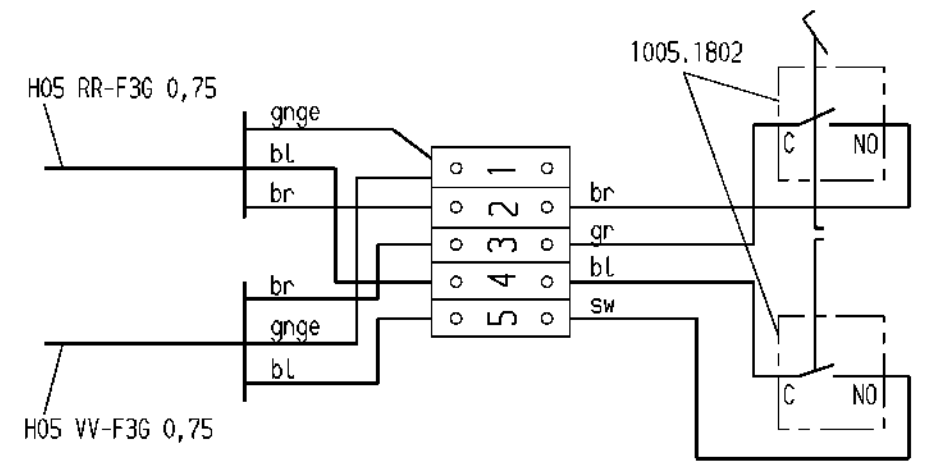 1005.1802
H05 RR-F3G 0,75
gnge
bl
br
1
2
3
4
5
br
gr
bl
sw
C NO
br
gnge
bl
H05 VV-F3G 0,75
C NO